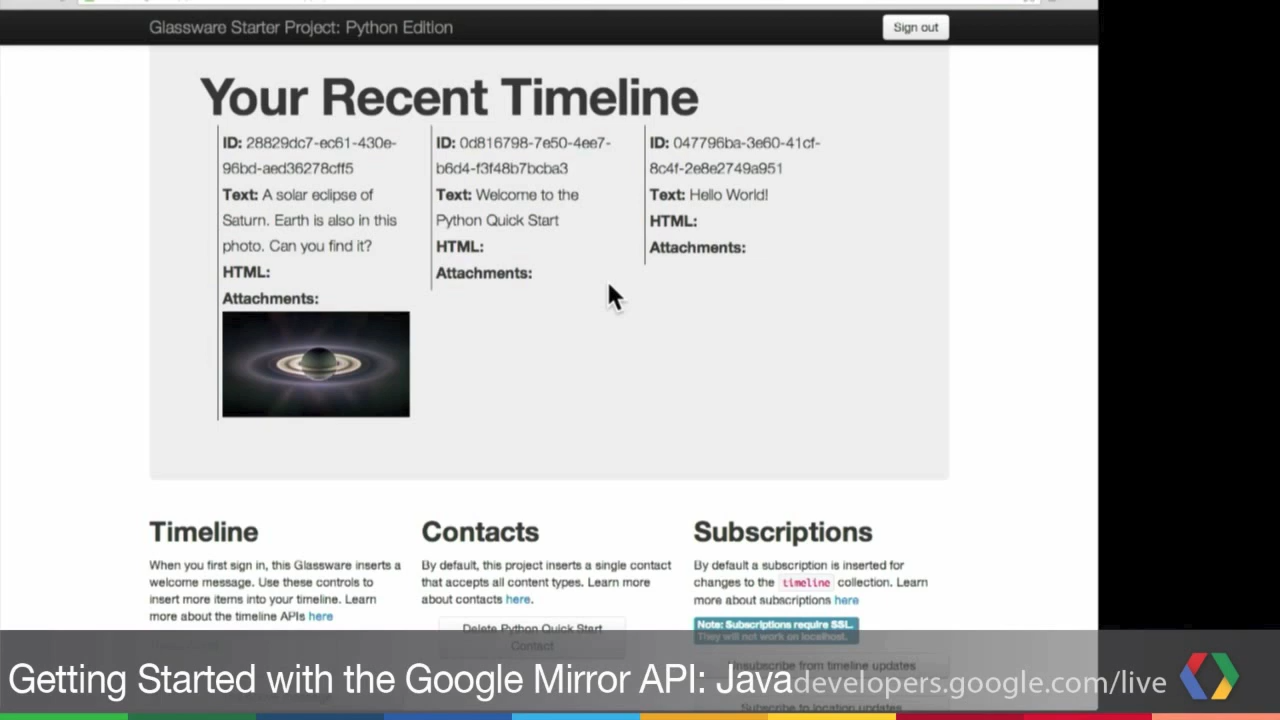 Glassware Starter Project: Python Edition
Sign out
Your Recent Timeline
ID: 28829dc7-ec61-430e-
96bd-aed36278cff5
Text: A solar eclipse of
Saturn. Earth is also in this
photo. Can you find it?
HTML:
Attachments:
ID: 0d816798-7e50-4ee7-
b6d4-f3f48b7bcba3
Text: Welcome to the
Python Quick Start
HTML:
Attachments:
ID: 047796ba-3e60-41cf-
8c4f-2e8e2749a951
Text: Hello World!
HTML:
Attachments:
Timeline
When you first sign in, this Glassware inserts a
welcome message. Use these controls to
insert more items into your timeline. Learn
more about the timeline APIs here
Contacts
By default, this project inserts a single contact
that accepts all content types. Learn more
about contacts here.
Delete Python Quick Start
Contact
Subscriptions
By default a subscription is inserted for
changes to the timeline collection. Learn
more about subscriptions here
Note: Subscriptions require SSL.
They will not work on localhost.
Unsubscribe from timeline updates
Subscribe to location updates
Getting Started with the Google Mirror API: Java
developers.google.com/live